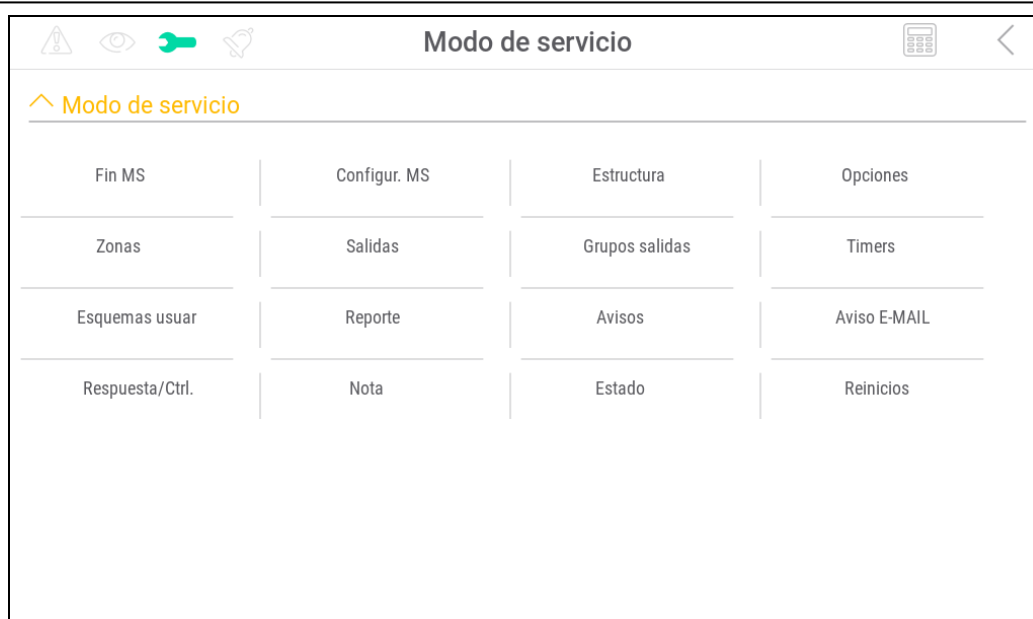 Modo de servicio
Modo de servicio
Fin MS Configur. MS Estructura Opciones
Zonas Salidas Grupos salidas Timers
Esquemas usuar Reporte Avisos Aviso E-MAIL
Respuesta/Ctrl. Nota Estado Reinicios